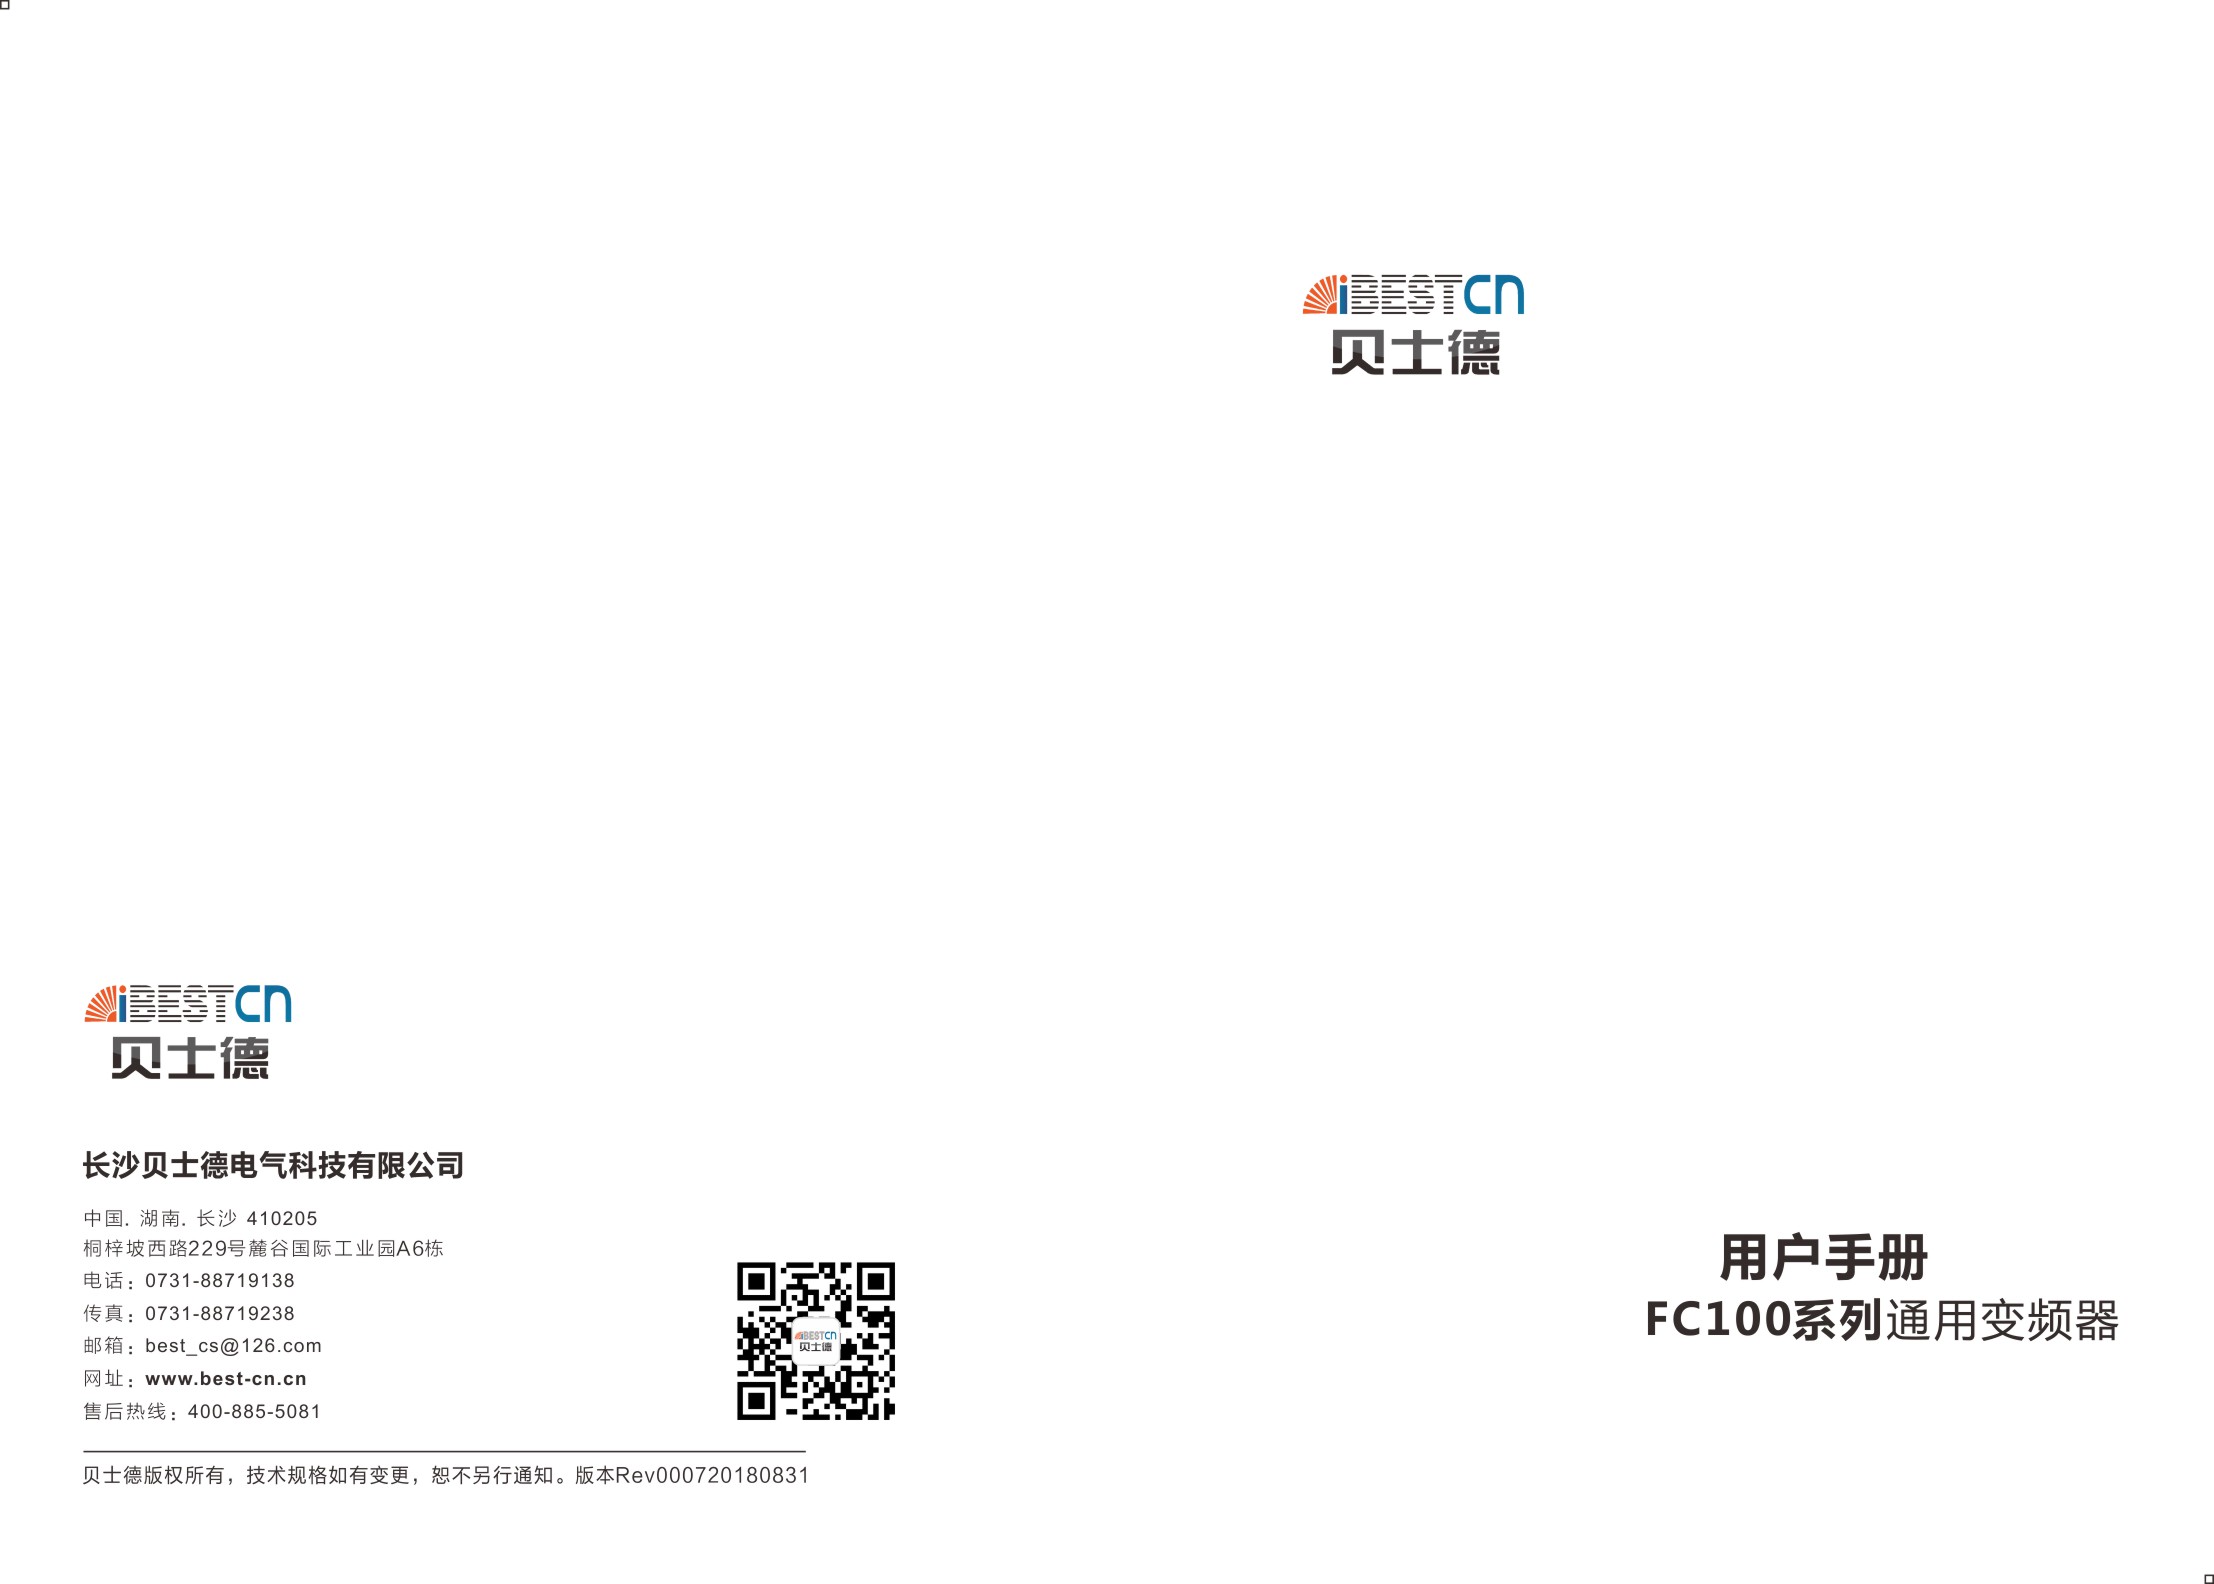 iBESTCN
贝士德
iBESTCN
贝士德
长沙贝士德电气科技有限公司
中国. 湖南. 长沙 410205
桐梓坡西路229号麓谷国际工业园A6栋
电话：0731-88719138
传真：0731-88719238
邮箱：best_cs@126.com
网址：www.best-cn.cn
售后热线：400-885-5081
iBESTCN
贝士德
贝士德版权所有，技术规格如有变更，恕不另行通知。版本Rev000720180831
用户手册
FC100系列通用变频器